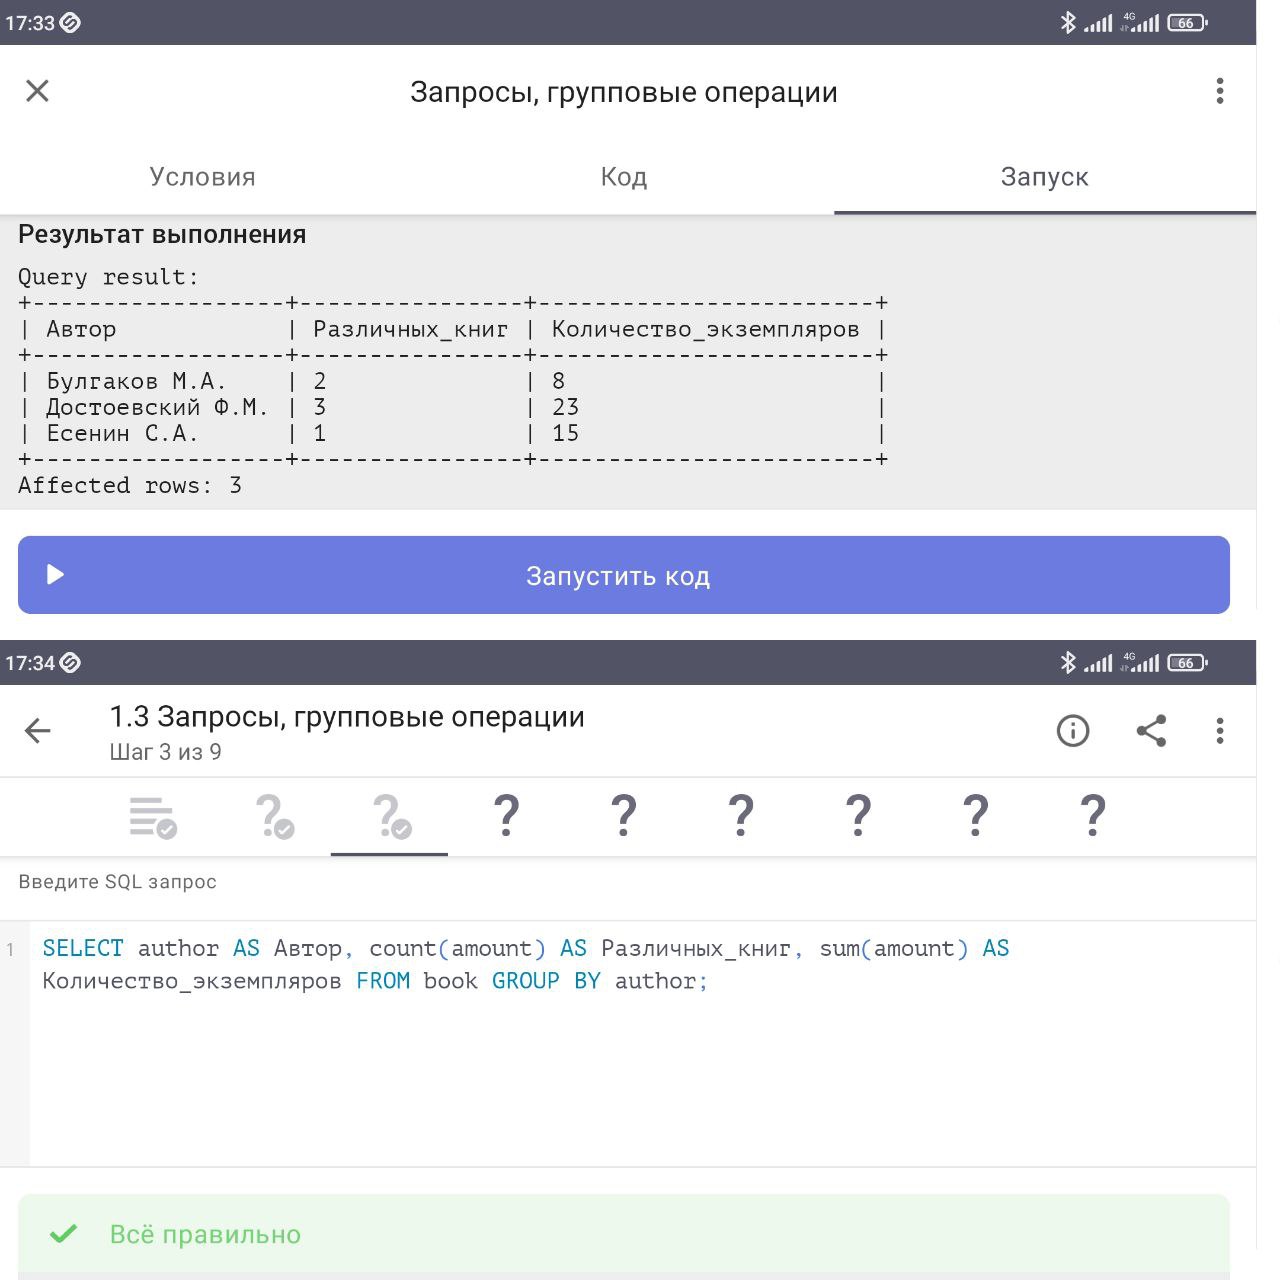 17:33
4G
66
Запросы, групповые операции
Условия
Код
Запуск
Результат выполнения
Query result:
+------------------+----------------+------------------------+
| Автор            | Различных_книг | Количество_экземпляров |
+------------------+----------------+------------------------+
| Булгаков М.А.    | 2              | 8                      |
| Достоевский Ф.М. | 3              | 23                     |
| Есенин С.А.      | 1              | 15                     |
+------------------+----------------+------------------------+
Affected rows: 3
Запустить код
17:34
4G
66
1.3 Запросы, групповые операции
Шаг 3 из 9
? ? ? ? ? ? ? ?
Введите SQL запрос
1
SELECT author AS Автор, count(amount) AS Различных_книг, sum(amount) AS
Количество_экземпляров FROM book GROUP BY author;
Всё правильно